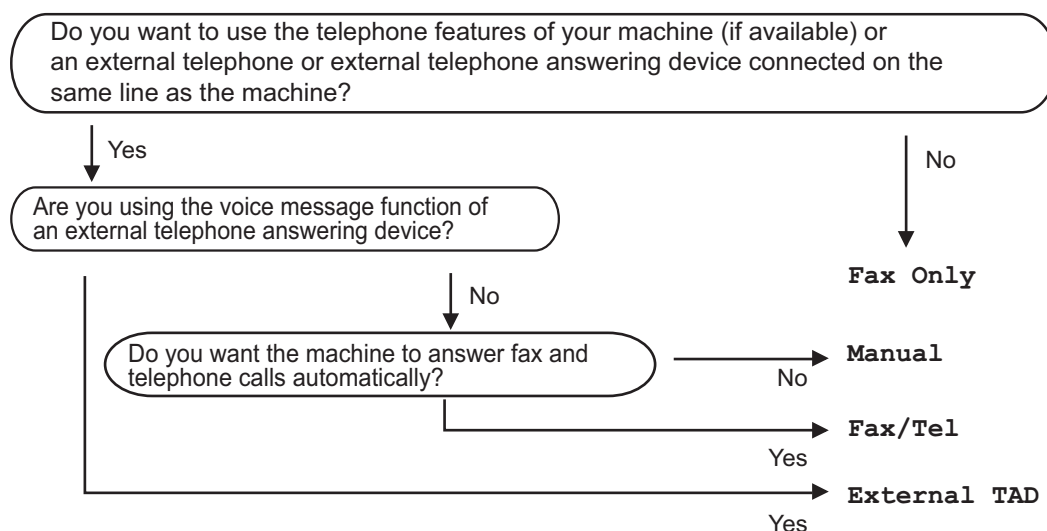 Do you want to use the telephone features of your machine (if available) or
an external telephone or external telephone answering device connected on the
same line as the machine?
Yes
No
Are you using the voice message function of
an external telephone answering device?
Fax Only
No
Do you want the machine to answer fax and
telephone calls automatically?
Manual
No
Fax/Tel
Yes
External TAD
Yes